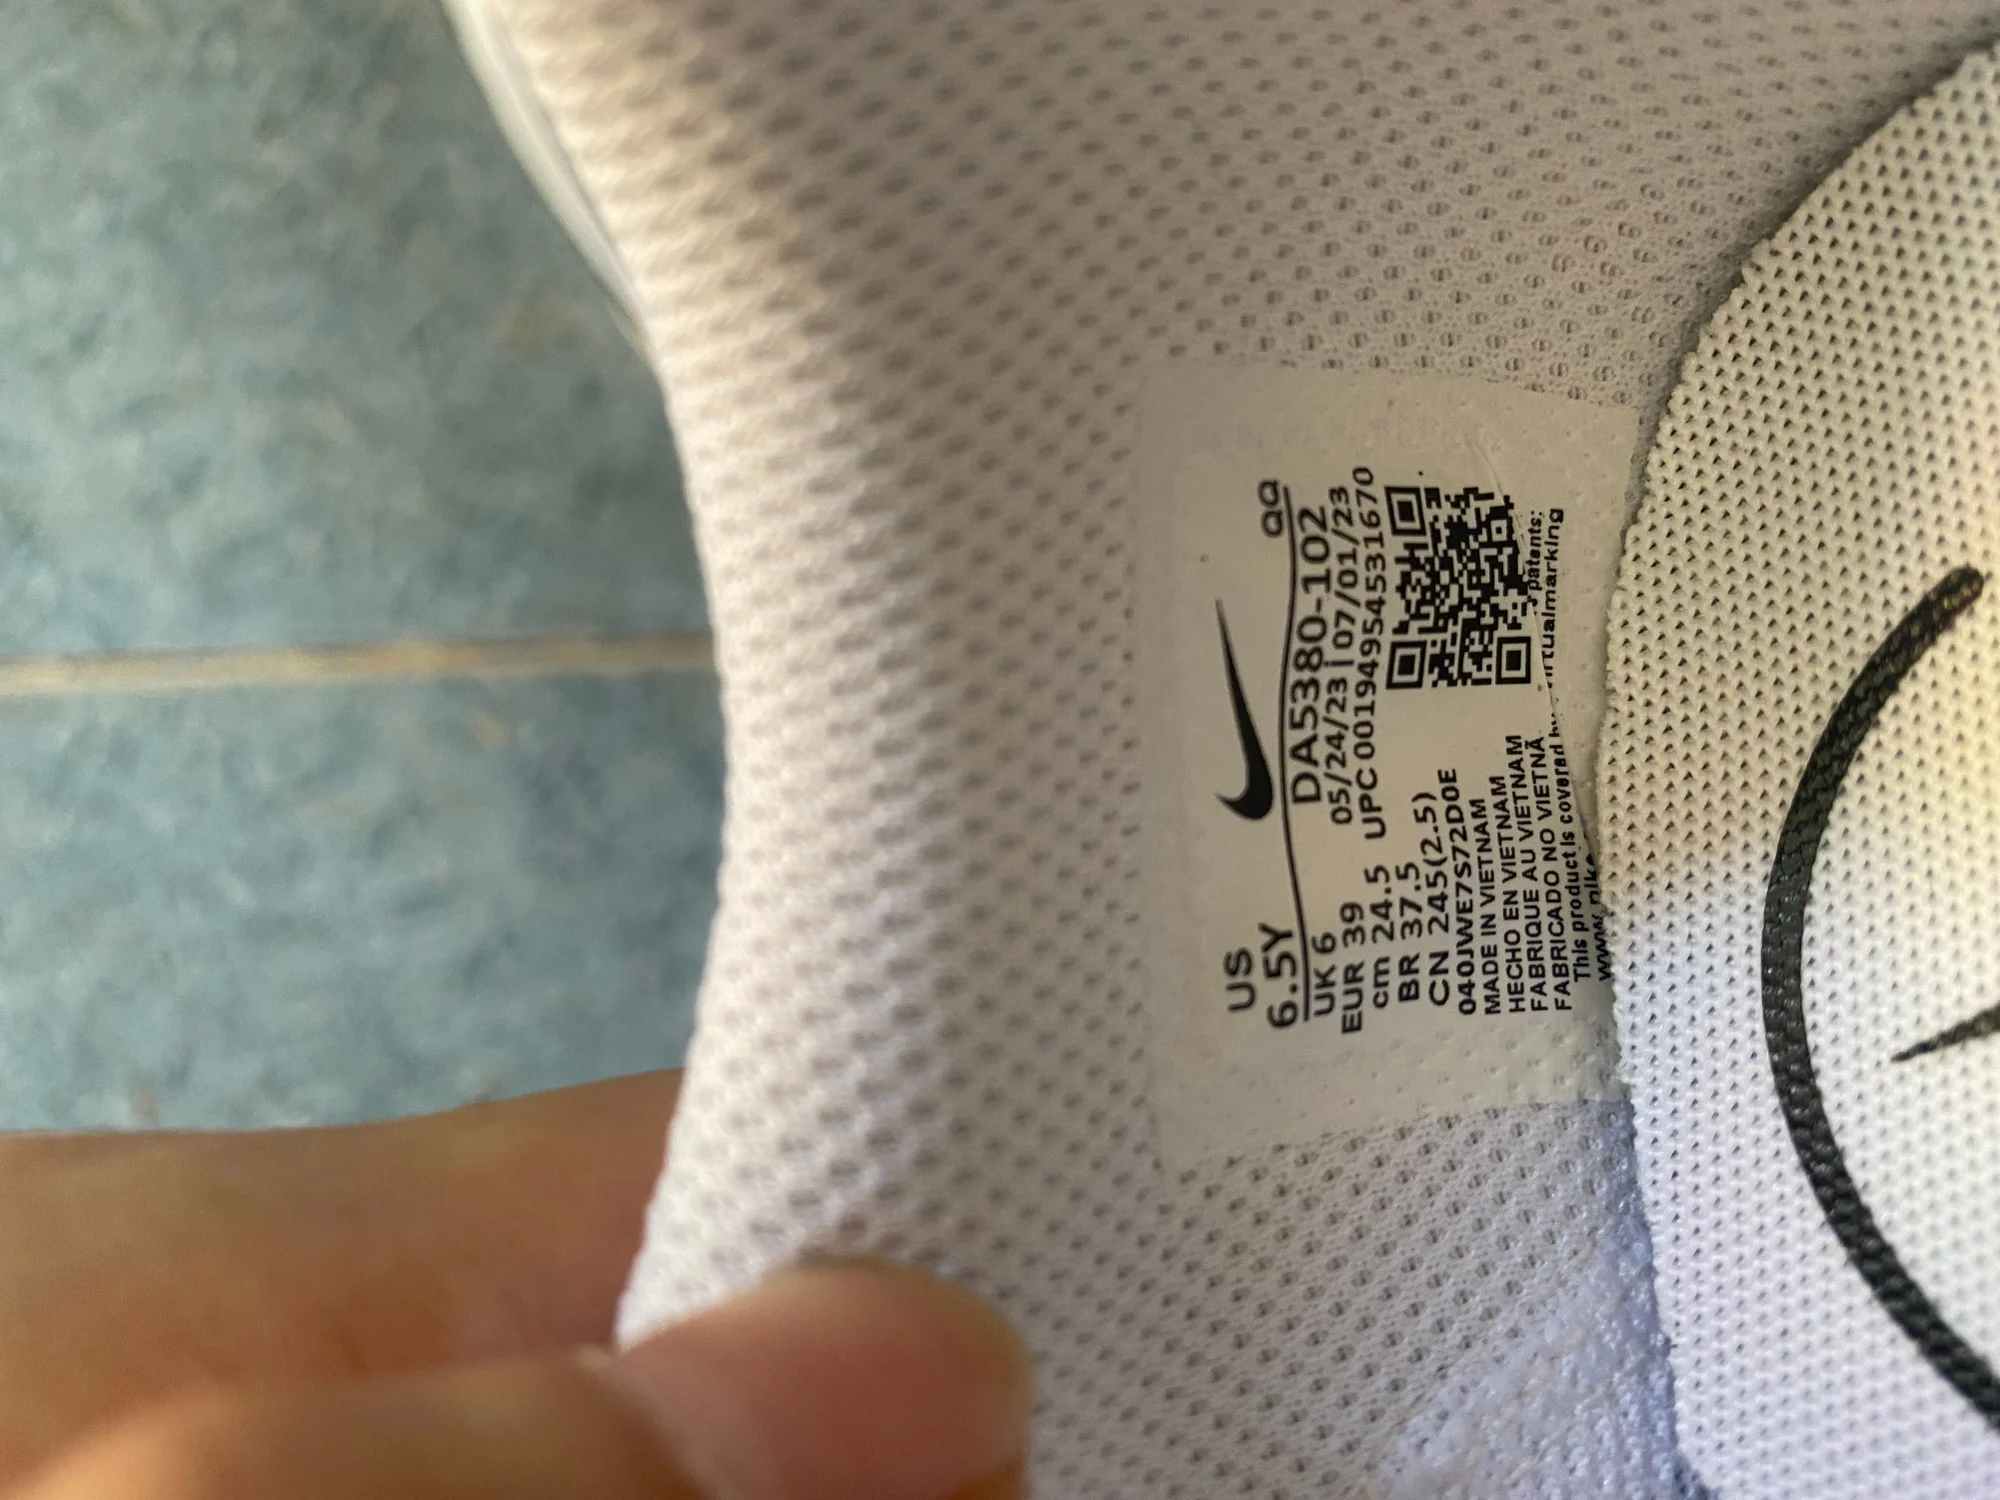 US
6.5Y QQ
UK 6 DA5380-102
EUR 39 05/24/23 | 07/01/23
cm 24.5 UPC 00194954531670
BR 37.5
CN 245(2.5)
040JWE7S72D0E
MADE IN VIETNAM
HECHO EN VIETNAM
FABRIQUE AU VIETNAM
FABRICADO NO VIETNÃ
This product is covered patents:
www.